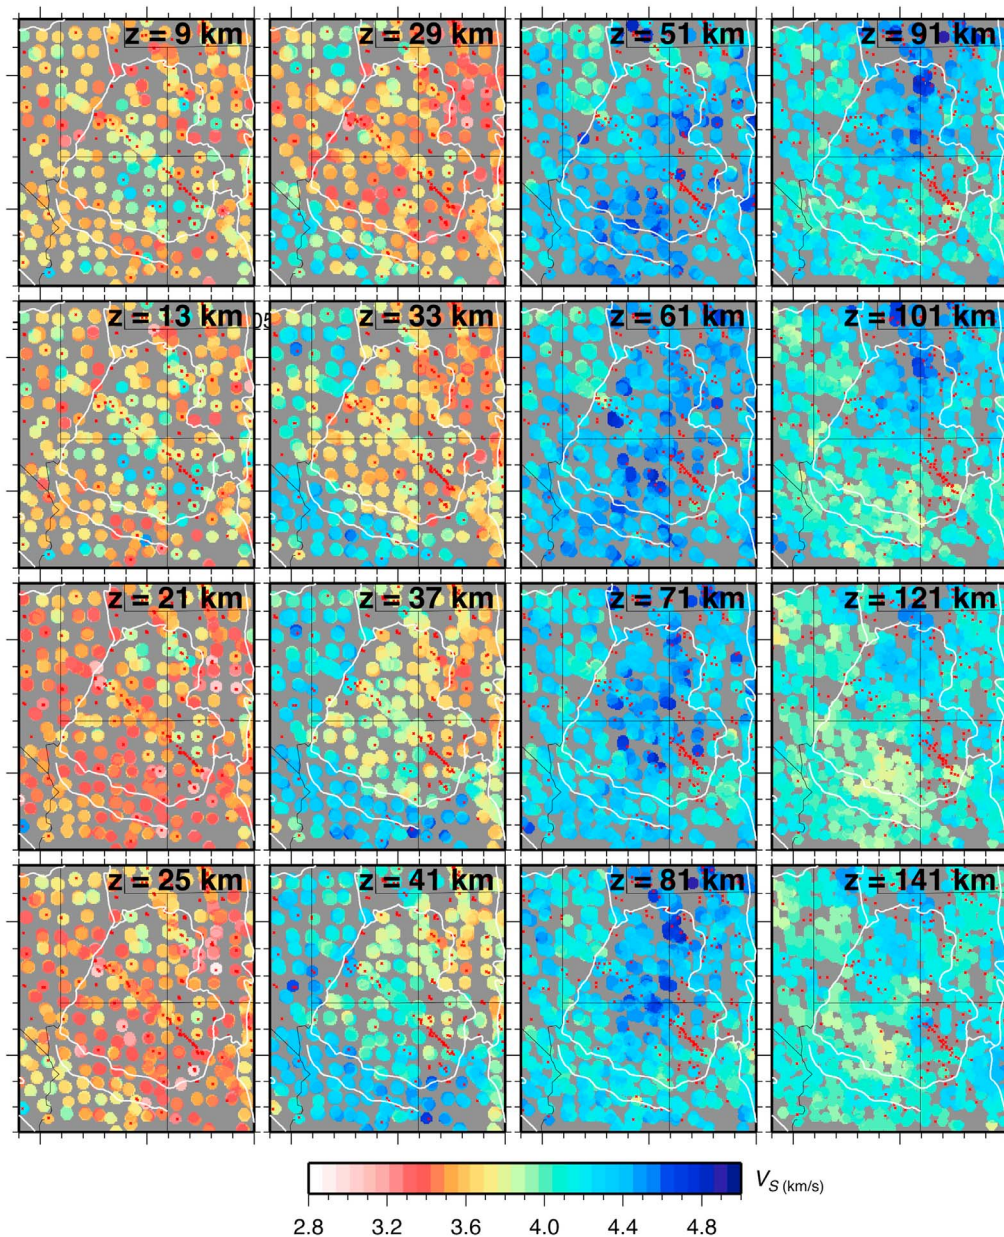 z = 9 km
z = 29 km
z = 51 km
z = 91 km
z = 13 km
z = 33 km
z = 61 km
z = 101 km
z = 21 km
z = 37 km
z = 71 km
z = 121 km
z = 25 km
z = 41 km
z = 81 km
z = 141 km
VS (km/s)
2.8 3.2 3.6 4.0 4.4 4.8